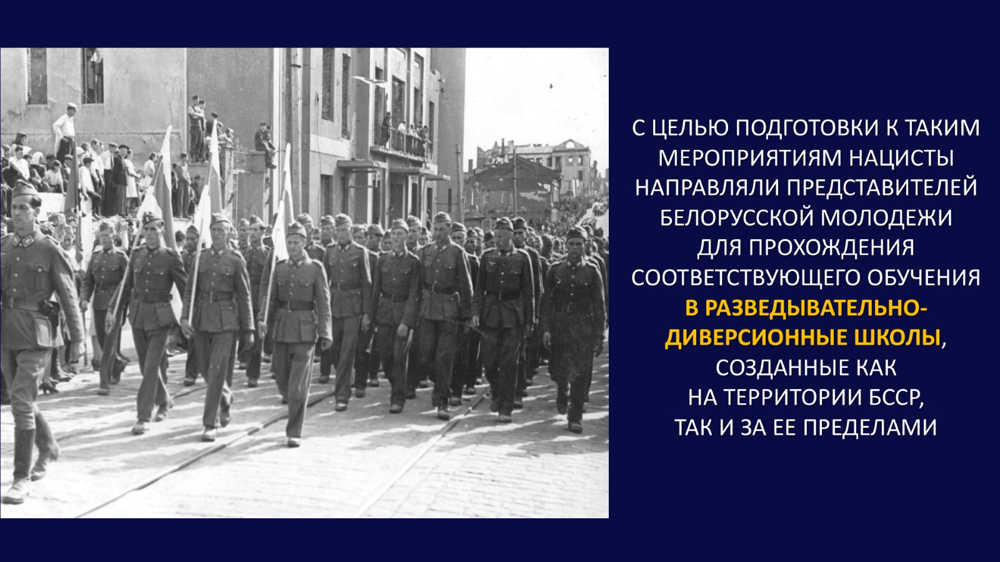 С ЦЕЛЬЮ ПОДГОТОВКИ К ТАКИМ
МЕРОПРИЯТИЯМ НАЦИСТЫ
НАПРАВЛЯЛИ ПРЕДСТАВИТЕЛЕЙ
БЕЛОРУССКОЙ МОЛОДЕЖИ
ДЛЯ ПРОХОЖДЕНИЯ
СООТВЕТСТВУЮЩЕГО ОБУЧЕНИЯ
В РАЗВЕДЫВАТЕЛЬНО-
ДИВЕРСИОННЫЕ ШКОЛЫ,
СОЗДАННЫЕ КАК
НА ТЕРРИТОРИИ БССР,
ТАК И ЗА ЕЕ ПРЕДЕЛАМИ